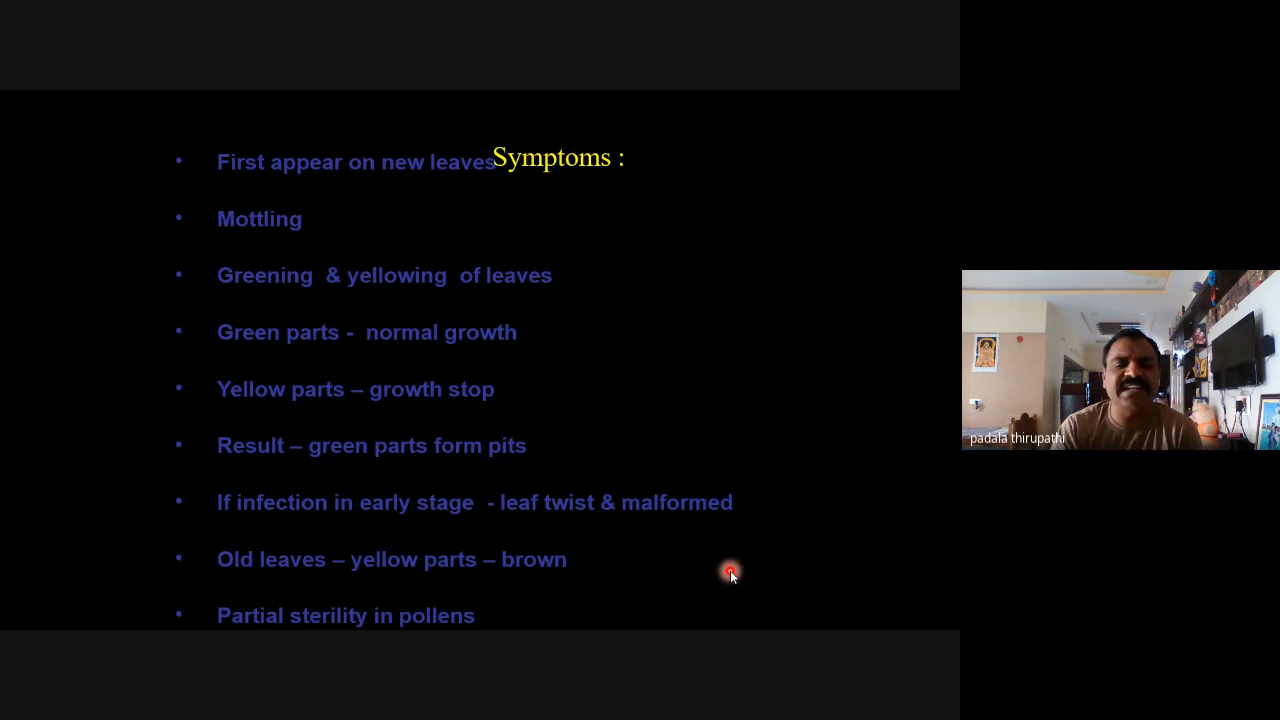 Symptoms :
• First appear on new leaves
• Mottling
• Greening  & yellowing  of leaves
• Green parts -  normal growth
• Yellow parts – growth stop
• Result – green parts form pits
• If infection in early stage  - leaf twist & malformed
• Old leaves – yellow parts – brown
• Partial sterility in pollens
padala thirupathi